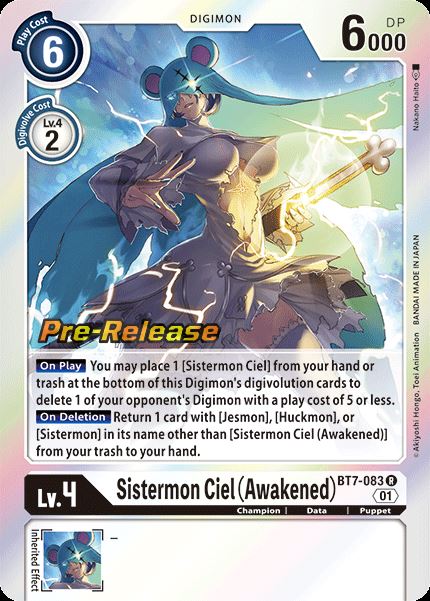 Play Cost
6
DIGIMON
DP
6000
Digivolve Cost
Lv.4
2
Nakano Haito
Pre-Release
On Play You may place 1 [Sistermon Ciel] from your hand or
trash at the bottom of this Digimon's digivolution cards to
delete 1 of your opponent's Digimon with a play cost of 5 or less.
On Deletion Return 1 card with [Jesmon], [Huckmon], or
[Sistermon] in its name other than [Sistermon Ciel (Awakened)]
from your trash to your hand.
© Akiyoshi Hongo, Toei Animation BANDAI MADE IN JAPAN
Lv.4
Sistermon Ciel (Awakened)
BT7-083 R
01
Champion | Data | Puppet
Inherited Effect
–